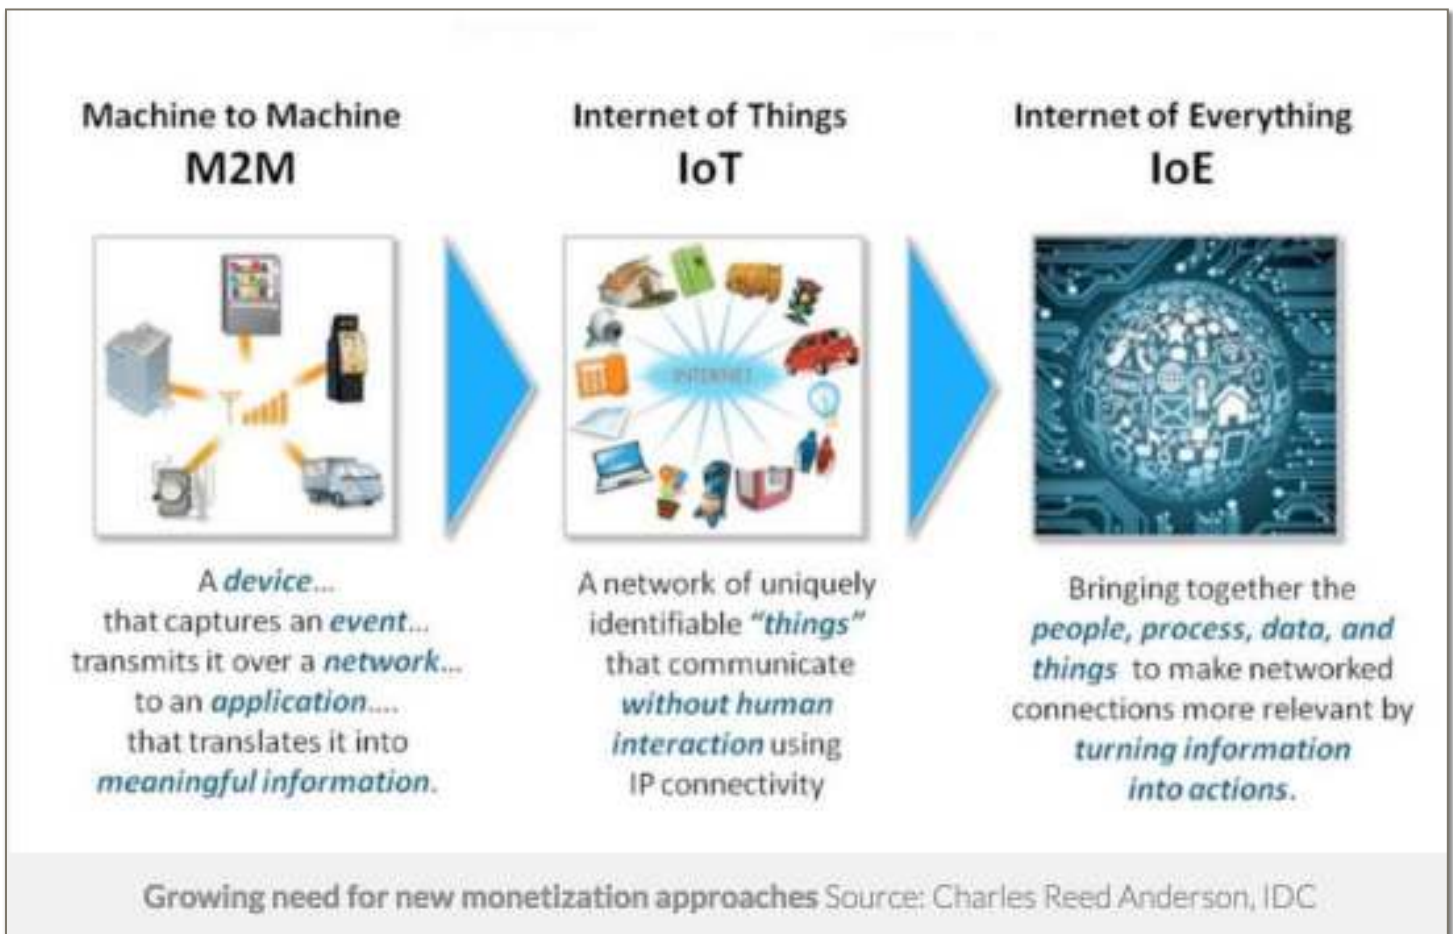 Machine to Machine
M2M
A device...
that captures an event...
transmits it over a network...
to an application....
that translates it into
meaningful information.
Internet of Things
IoT
INTERNET
A network of uniquely
identifiable "things"
that communicate
without human
interaction using
IP connectivity
Internet of Everything
IoE
Bringing together the
people, process, data, and
things to make networked
connections more relevant by
turning information
into actions.
Growing need for new monetization approaches Source: Charles Reed Anderson, IDC